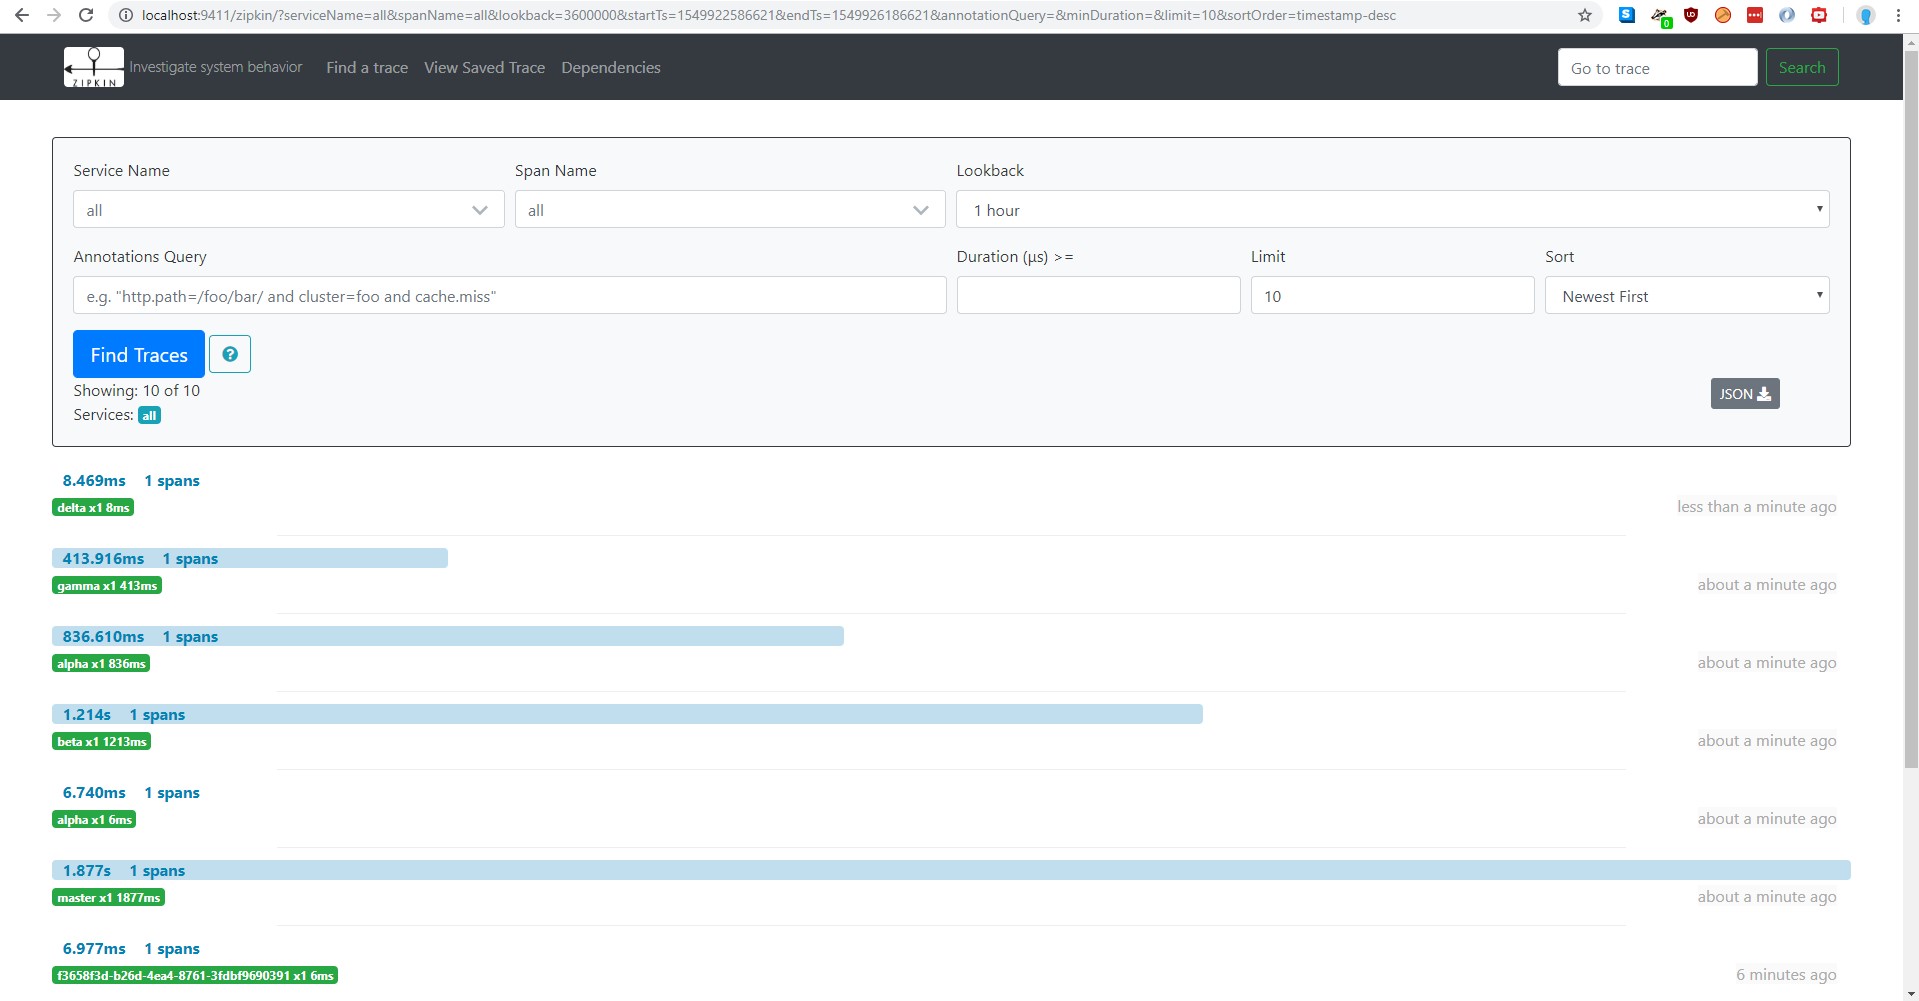 localhost:9411/zipkin/?serviceName=all&spanName=all&lookback=3600000&startTs=1549922586621&endTs=1549926186621&annotationQuery=&minDuration=&limit=10&sortOrder=timestamp-desc
0
ZIPKIN Investigate system behavior Find a trace View Saved Trace Dependencies Go to trace Search
Service Name Span Name Lookback
all all 1 hour
Annotations Query Duration (μs) >= Limit Sort
e.g. "http.path=/foo/bar/ and cluster=foo and cache.miss" 10 Newest First
Find Traces ?
Showing: 10 of 10
JSON
Services: all
8.469ms 1 spans
delta x1 8ms less than a minute ago
413.916ms 1 spans
gamma x1 413ms about a minute ago
836.610ms 1 spans
alpha x1 836ms about a minute ago
1.214s 1 spans
beta x1 1213ms about a minute ago
6.740ms 1 spans
alpha x1 6ms about a minute ago
1.877s 1 spans
master x1 1877ms about a minute ago
6.977ms 1 spans
f3658f3d-b26d-4ea4-8761-3fdbf9690391 x1 6ms 6 minutes ago